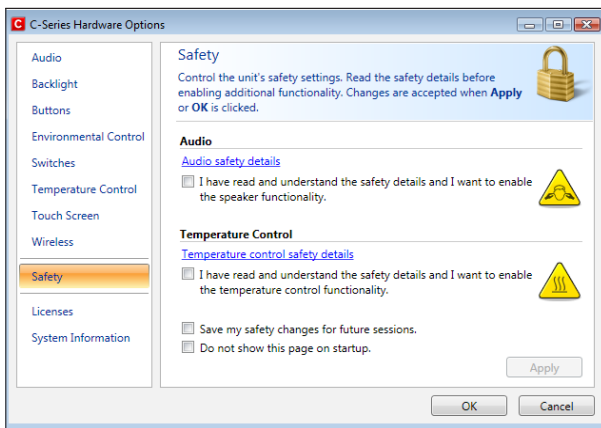 C C-Series Hardware Options
Audio
Backlight
Buttons
Environmental Control
Switches
Temperature Control
Touch Screen
Wireless
Safety
Licenses
System Information
Safety
Control the unit's safety settings. Read the safety details before
enabling additional functionality. Changes are accepted when Apply
or OK is clicked.
Audio
Audio safety details
I have read and understand the safety details and I want to enable
the speaker functionality.
Temperature Control
Temperature control safety details
I have read and understand the safety details and I want to enable
the temperature control functionality.
Save my safety changes for future sessions.
Do not show this page on startup.
Apply
OK
Cancel